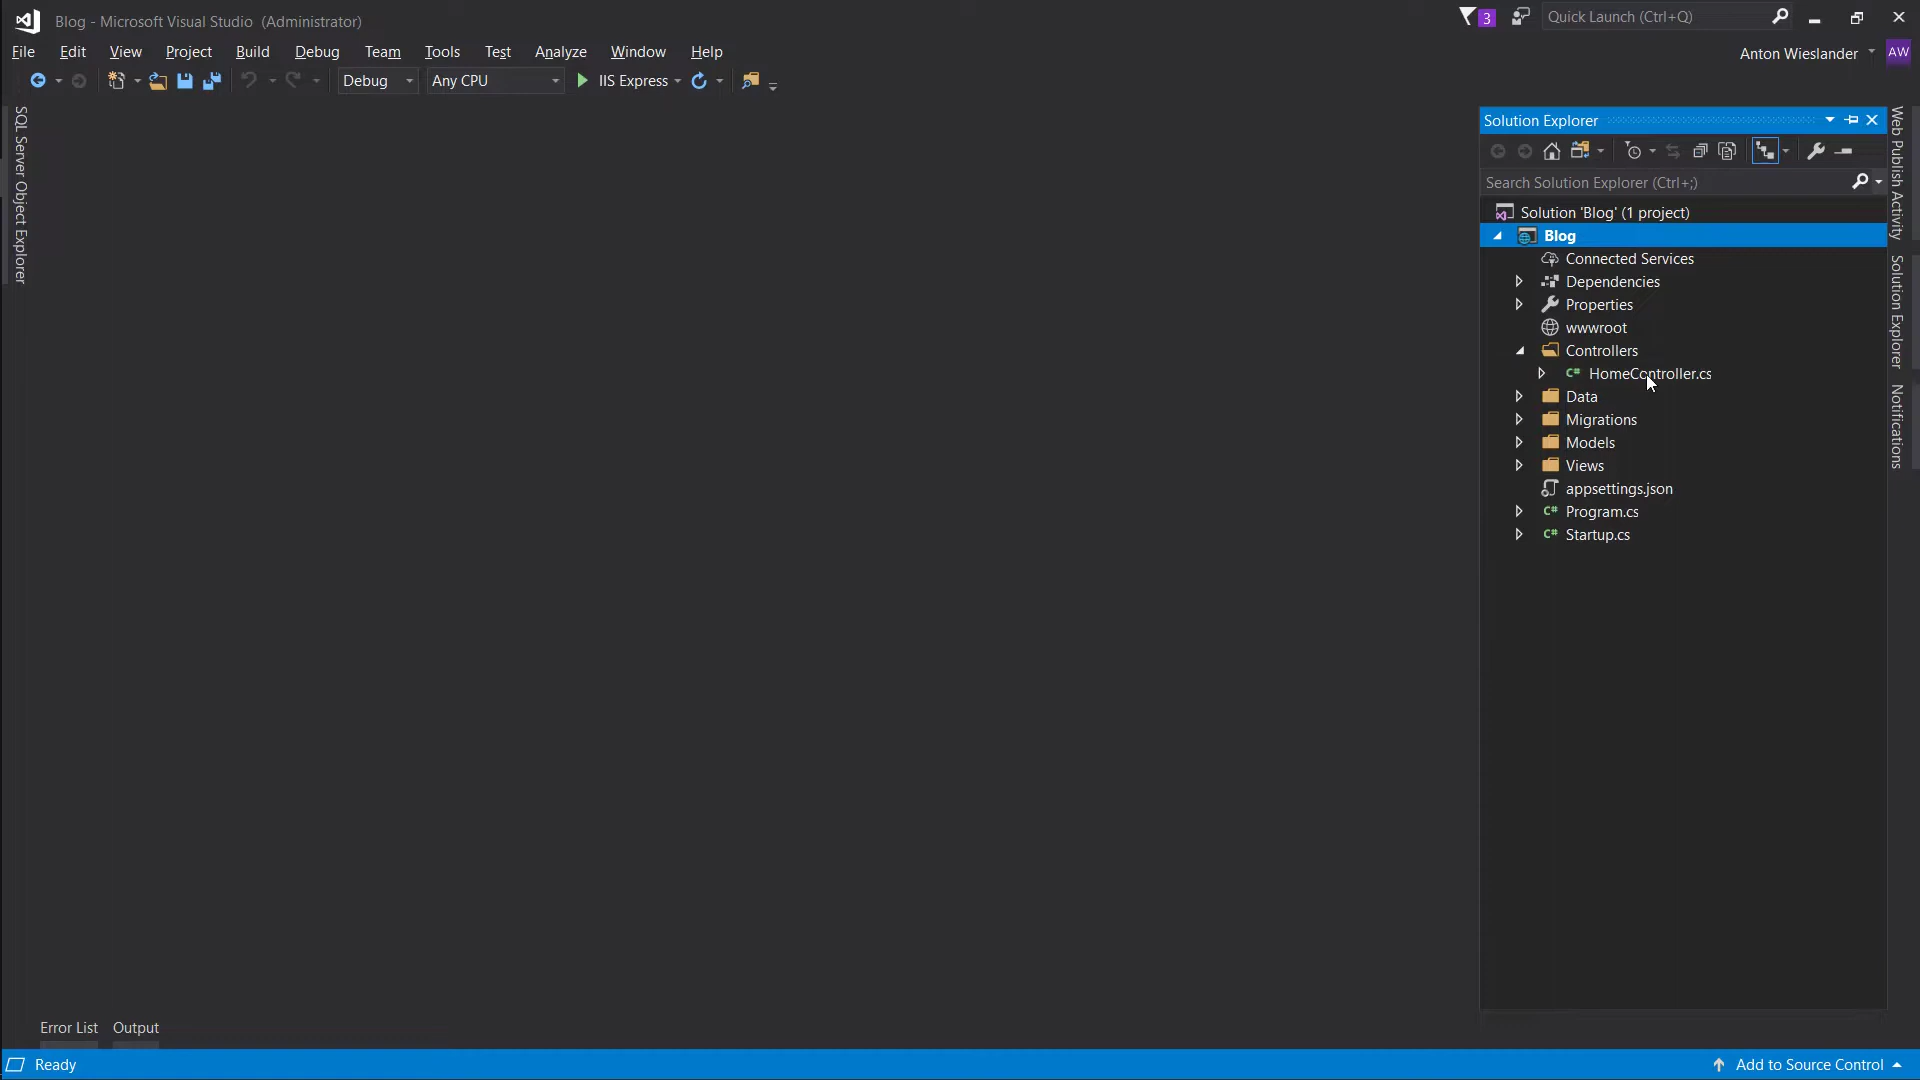 Blog - Microsoft Visual Studio (Administrator)
3
Quick Launch (Ctrl+Q)
File Edit View Project Build Debug Team Tools Test Analyze Window Help
Anton Wieslander
AW
Debug
Any CPU
IIS Express
SQL Server Object Explorer
Solution Explorer
Search Solution Explorer (Ctrl+;)
Solution 'Blog' (1 project)
Blog
Connected Services
Dependencies
Properties
wwwroot
Controllers
C# HomeController.cs
Data
Migrations
Models
Views
appsettings.json
C# Program.cs
C# Startup.cs
Web Publish Activity
Solution Explorer
Notifications
Error List
Output
Ready
Add to Source Control